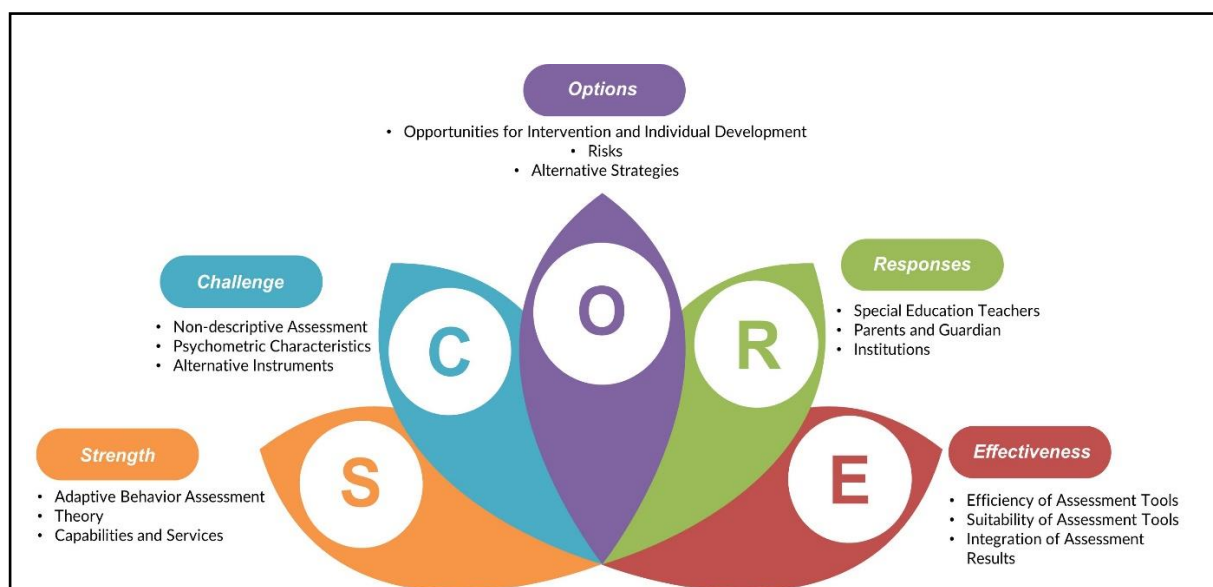 Options
• Opportunities for Intervention and Individual Development
• Risks
• Alternative Strategies
Challenge
• Non-descriptive Assessment
• Psychometric Characteristics
• Alternative Instruments
Responses
• Special Education Teachers
• Parents and Guardian
• Institutions
Strength
• Adaptive Behavior Assessment
• Theory
• Capabilities and Services
Effectiveness
• Efficiency of Assessment Tools
• Suitability of Assessment Tools
• Integration of Assessment
Results
S
C
O
R
E